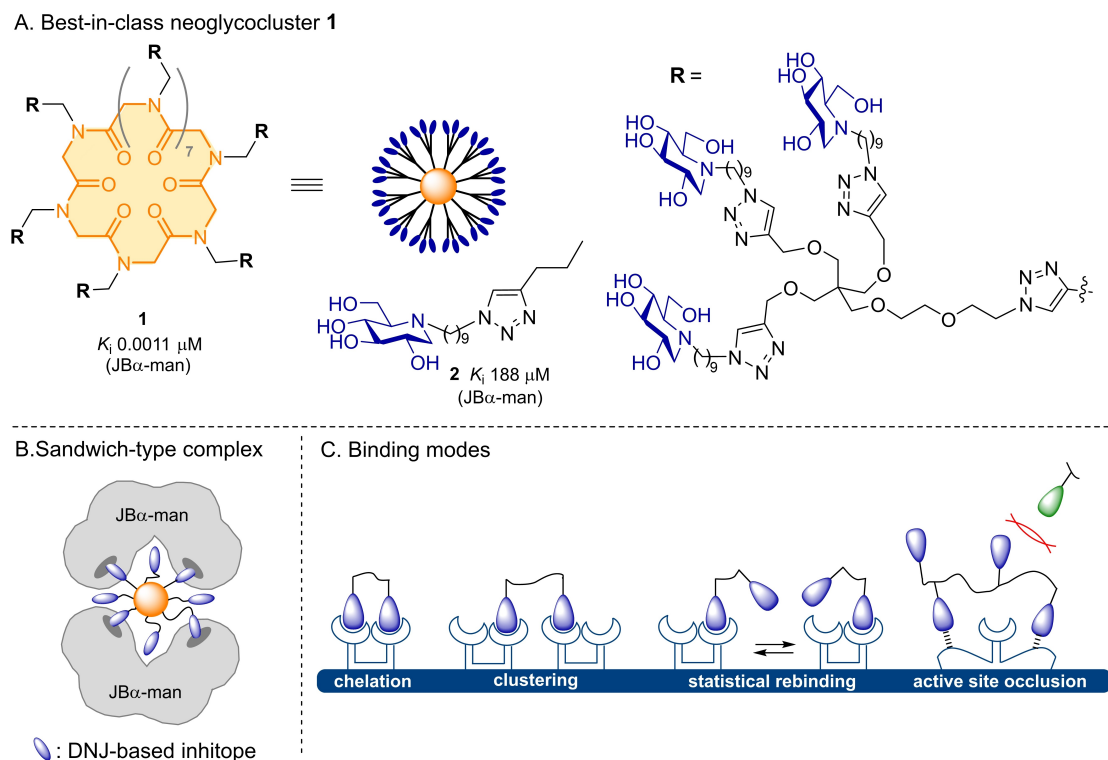 A. Best-in-class neoglycocluster 1
R
R
R
R
R
R
R
N
N
N
N
N
N
N
O
O
O
O
O
O
O
7
1
Ki 0.0011 μM
(JBα-man)
HO
HO
HO
OH
N
9
N
N
N
2 Ki 188 μM
(JBα-man)
R =
HO
HO
HO
OH
N
9
N
N
N
HO
HO
HO
OH
N
9
N
N
N
O
O
HO
HO
HO
OH
N
9
N
N
N
O
O
O
N
N
N
B.Sandwich-type complex
JBα-man
JBα-man
: DNJ-based inhitope
C. Binding modes
chelation
clustering
statistical rebinding
active site occlusion